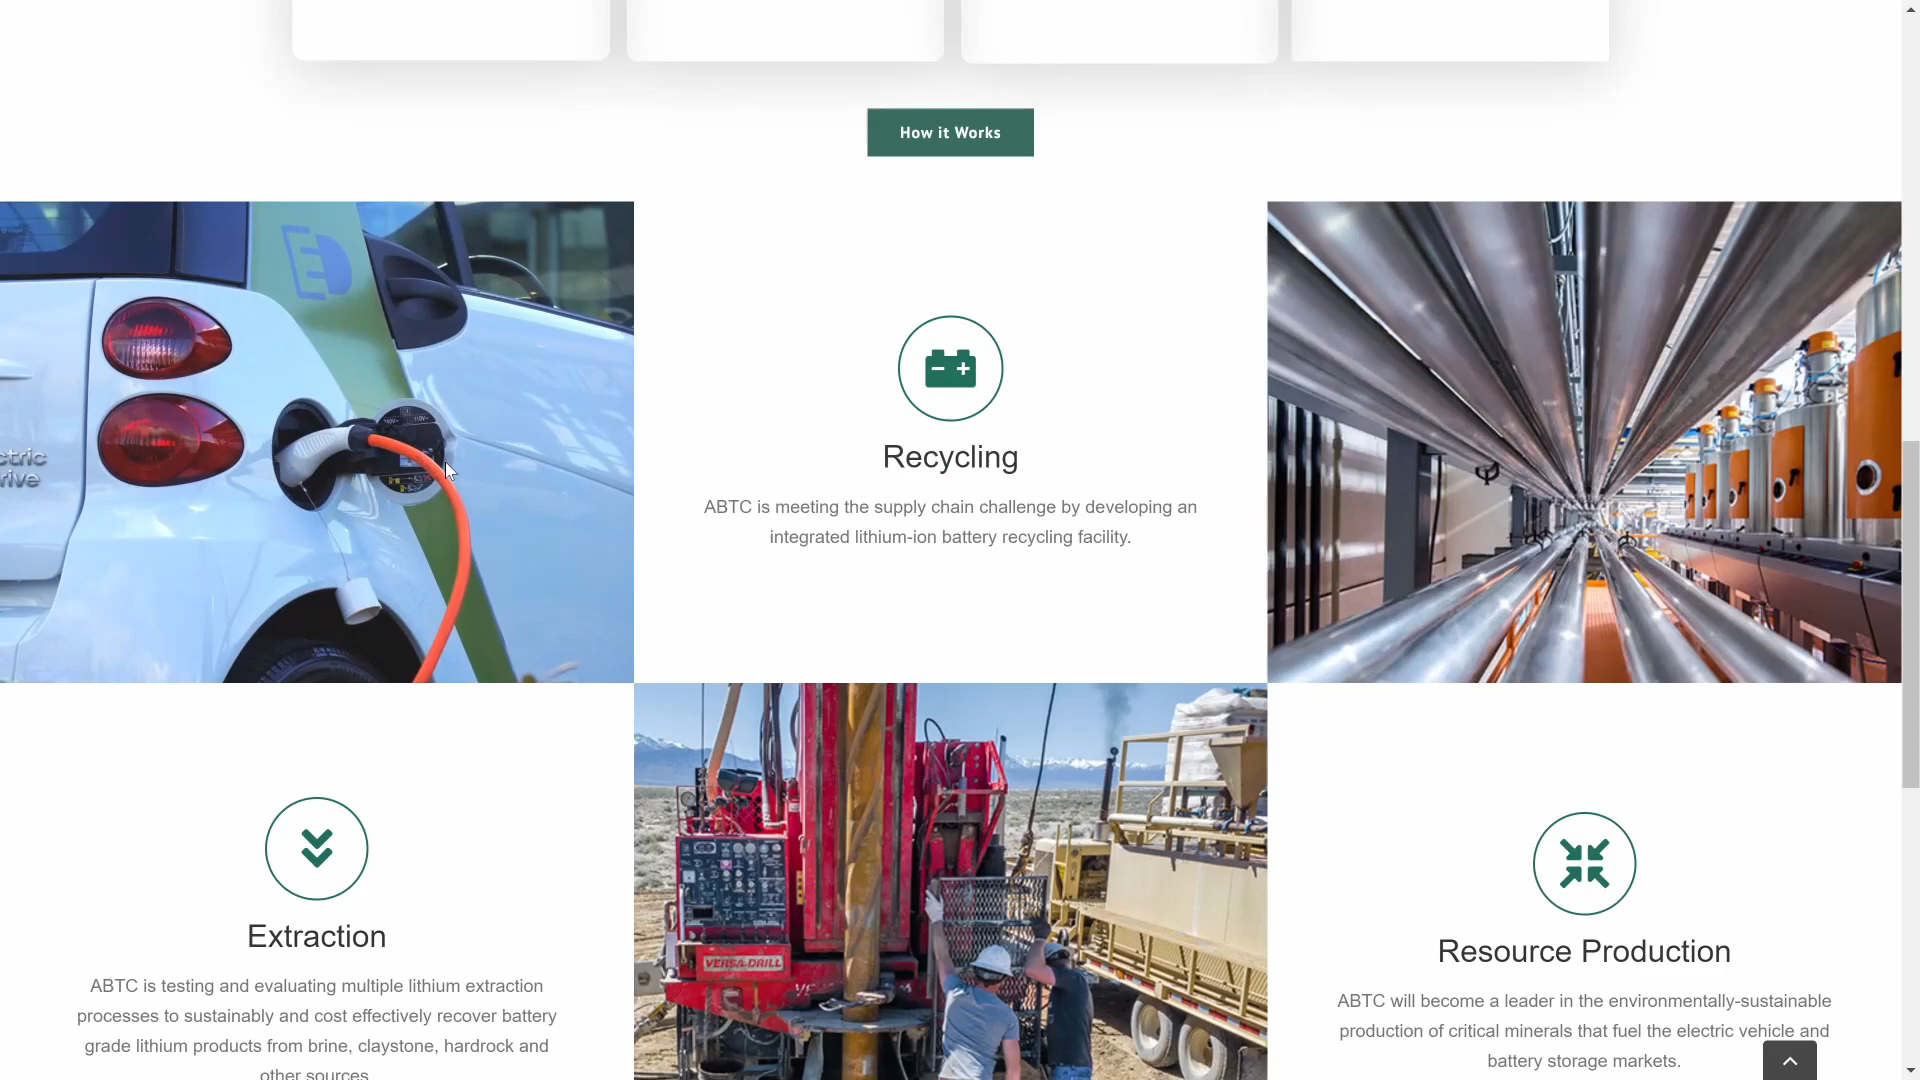 How it Works
ED
ctric
rive
Recycling
ABTC is meeting the supply chain challenge by developing an
integrated lithium-ion battery recycling facility.
VERSA-DRILL
Extraction
ABTC is testing and evaluating multiple lithium extraction
processes to sustainably and cost effectively recover battery
grade lithium products from brine, claystone, hardrock and
other sources.
Resource Production
ABTC will become a leader in the environmentally-sustainable
production of critical minerals that fuel the electric vehicle and
battery storage markets.